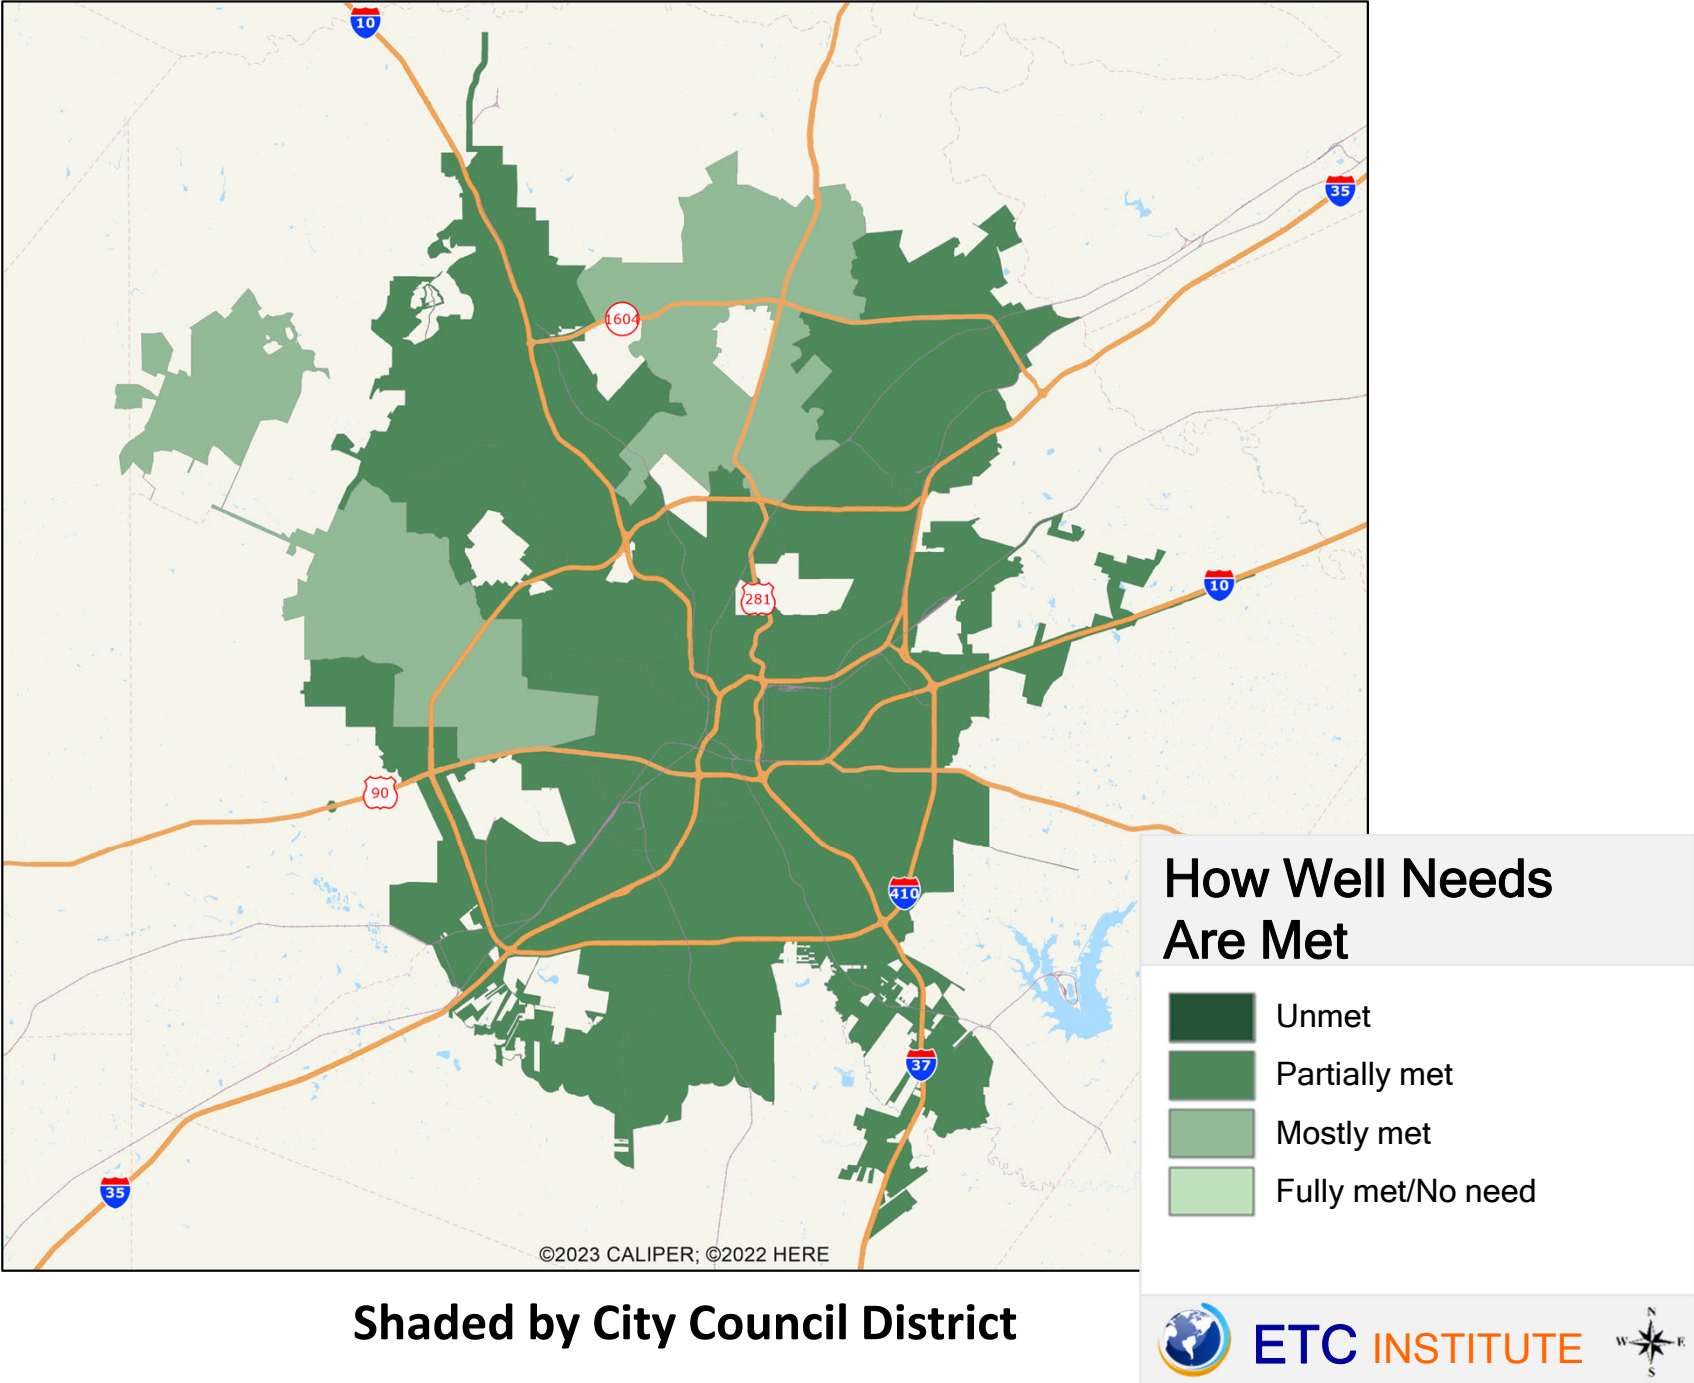 10
35
1604
10
281
90
410
37
35
©2023 CALIPER; ©2022 HERE
How Well Needs
Are Met
Unmet
Partially met
Mostly met
Fully met/No need
Shaded by City Council District
ETC INSTITUTE
N
W E
S